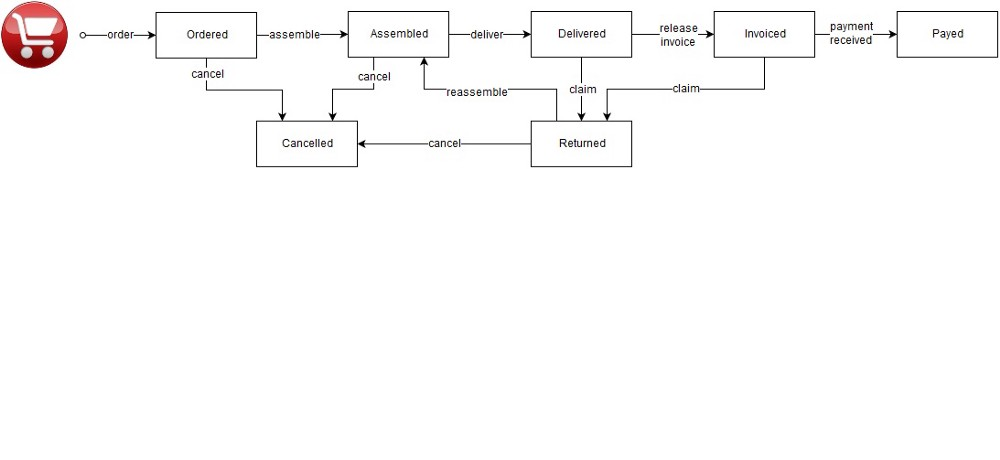 order
Ordered
assemble
Assembled
deliver
Delivered
release
invoice
Invoiced
payment
received
Payed
cancel
cancel
reassemble
claim
claim
Cancelled
cancel
Returned